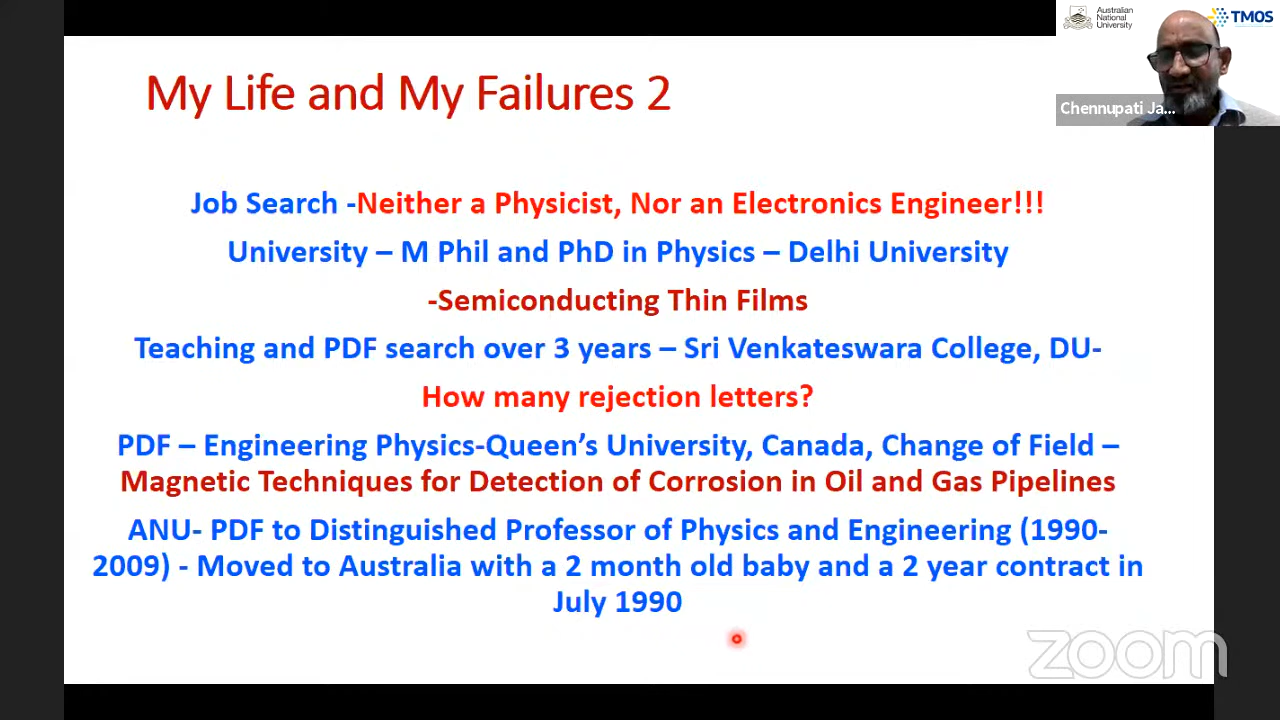 Australian
National
University
TMOS
Chennupati Ja...
My Life and My Failures 2
Job Search -Neither a Physicist, Nor an Electronics Engineer!!!
University – M Phil and PhD in Physics – Delhi University
-Semiconducting Thin Films
Teaching and PDF search over 3 years – Sri Venkateswara College, DU-
How many rejection letters?
PDF – Engineering Physics-Queen’s University, Canada, Change of Field –
Magnetic Techniques for Detection of Corrosion in Oil and Gas Pipelines
ANU- PDF to Distinguished Professor of Physics and Engineering (1990-
2009) - Moved to Australia with a 2 month old baby and a 2 year contract in
July 1990
zoom